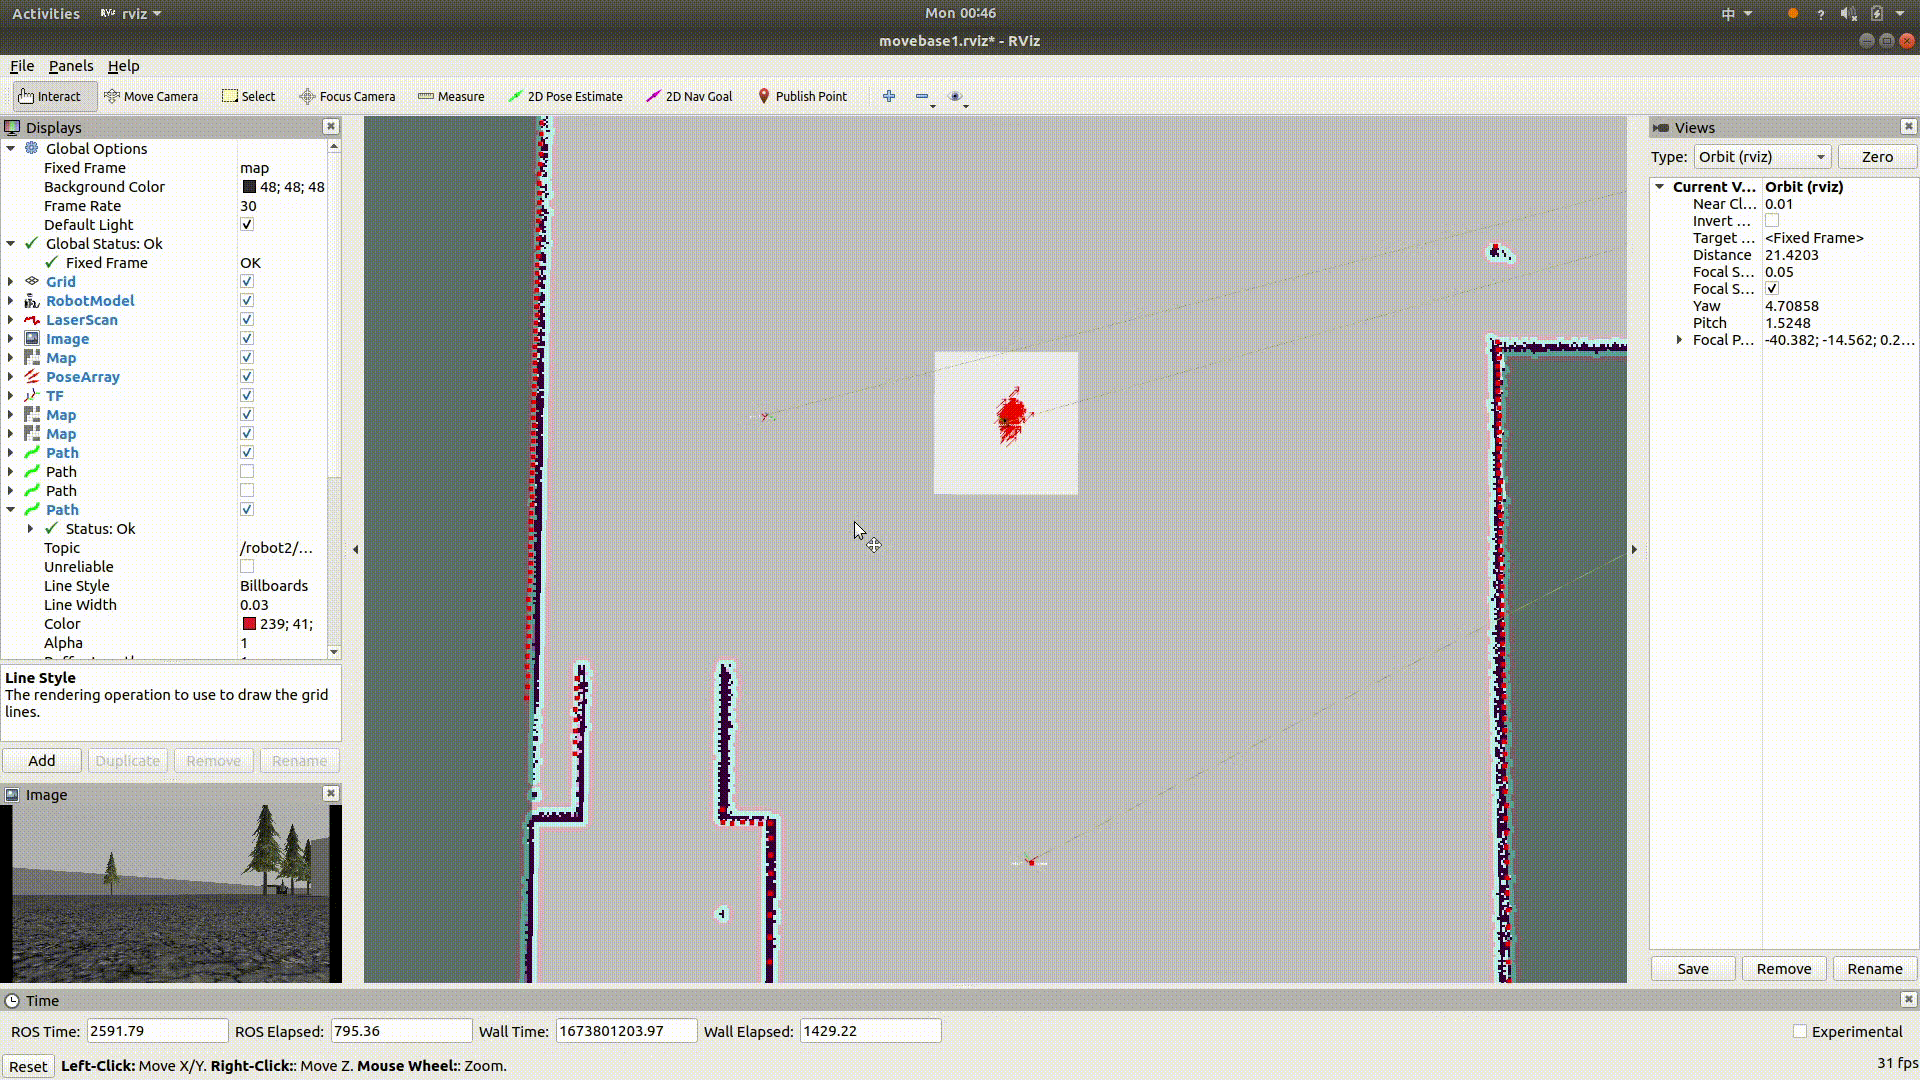 Activities rviz Mon 00:46 中 ?
movebase1.rviz* - RViz
File Panels Help
Interact Move Camera Select Focus Camera Measure 2D Pose Estimate 2D Nav Goal Publish Point
Displays
Global Options
Fixed Frame map
Background Color 48; 48; 48
Frame Rate 30
Default Light
Global Status: Ok
Fixed Frame OK
Grid
RobotModel
LaserScan
Image
Map
PoseArray
TF
Map
Map
Path
Path
Path
Path
Status: Ok
Topic /robot2/...
Unreliable
Line Style Billboards
Line Width 0.03
Color 239; 41;
Alpha 1
Line Style
The rendering operation to use to draw the grid
lines.
Add Duplicate Remove Rename
Image
Views
Type: Orbit (rviz) Zero
Current V... Orbit (rviz)
Near Cl... 0.01
Invert ...
Target ... <Fixed Frame>
Distance 21.4203
Focal S... 0.05
Focal S...
Yaw 4.70858
Pitch 1.5248
Focal P... -40.382; -14.562; 0.2...
Save Remove Rename
Time
ROS Time: 2591.79 ROS Elapsed: 795.36 Wall Time: 1673801203.97 Wall Elapsed: 1429.22 Experimental
Reset Left-Click: Move X/Y. Right-Click:: Move Z. Mouse Wheel:: Zoom. 31 fps